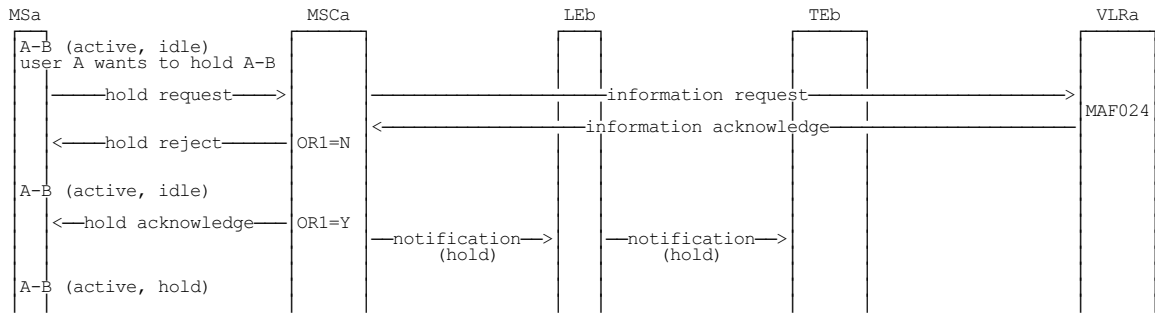 MSa MSCa LEb TEb VLRa
A-B (active, idle)
user A wants to hold A-B
hold request information request
MAF024
information acknowledge
hold reject OR1=N
A-B (active, idle)
hold acknowledge OR1=Y
notification notification
(hold) (hold)
A-B (active, hold)